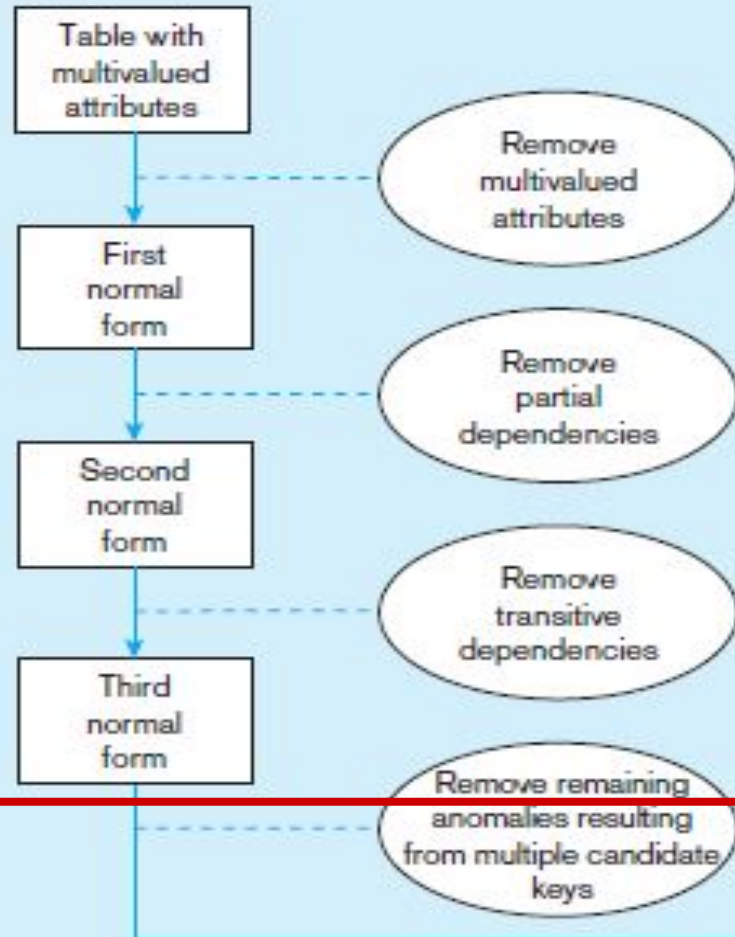 Table with
multivalued
attributes
Remove
multivalued
attributes
First
normal
form
Remove
partial
dependencies
Second
normal
form
Remove
transitive
dependencies
Third
normal
form
Remove remaining
anomalies resulting
from multiple candidate
keys